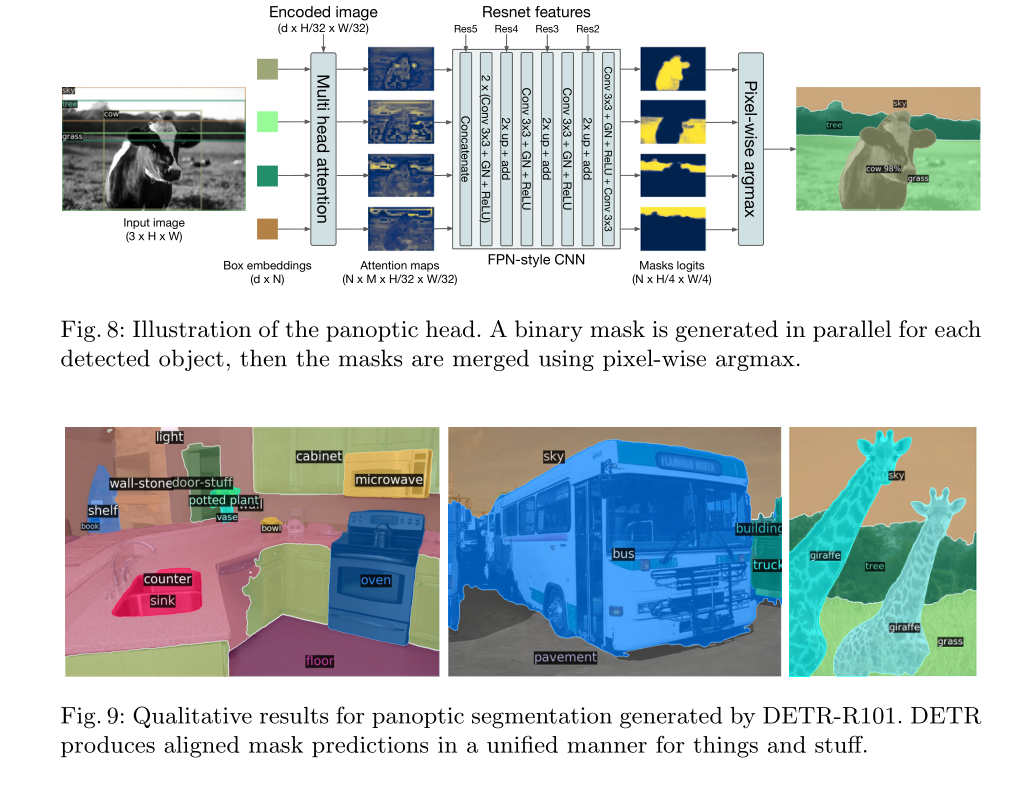 Encoded image
(d x H/32 x W/32)
Resnet features
Res5 Res4 Res3 Res2
sky
tree
cow
grass
Input image
(3 x H x W)
Box embeddings
(d x N)
Multi head attention
Attention maps
(N x M x H/32 x W/32)
Concatenate
2 x (Conv 3x3 + GN + ReLU)
2x up + add
Conv 3x3 + GN + ReLU
2x up + add
Conv 3x3 + GN + ReLU
2x up + add
Conv 3x3 + GN + ReLU + Conv 3x3
FPN-style CNN
Masks logits
(N x H/4 x W/4)
Pixel-wise argmax
sky
tree
cow 98%
grass
Fig. 8: Illustration of the panoptic head. A binary mask is generated in parallel for each
detected object, then the masks are merged using pixel-wise argmax.
light
cabinet
wall-stone
door-stuff
microwave
potted plant
wall
shelf
vase
book
bowl
counter
oven
sink
floor
sky
building
bus
truck
pavement
sky
giraffe
tree
giraffe
grass
Fig. 9: Qualitative results for panoptic segmentation generated by DETR-R101. DETR
produces aligned mask predictions in a unified manner for things and stuff.